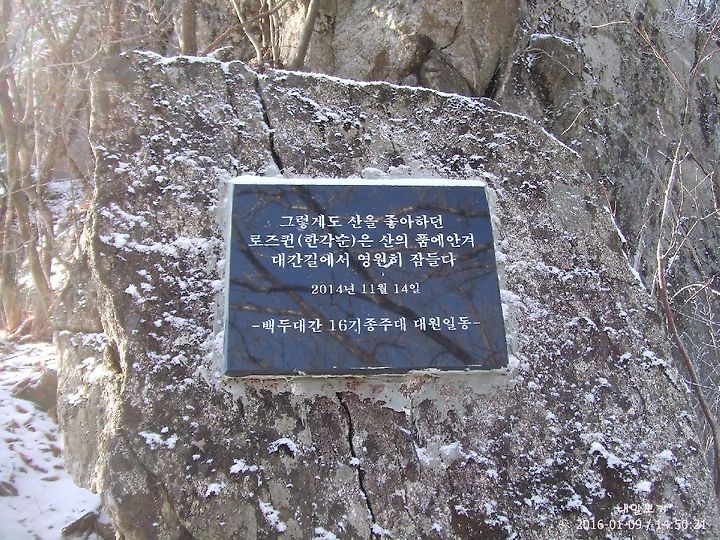 그렇게도 산을 좋아하던
로즈퀸(한각순)은 산의 품에안겨
대간길에서 영원히 잠들다
2014년 11월 14일
-백두대간 16기종주대 대원일동-
2016-01-09 / 14:50:21